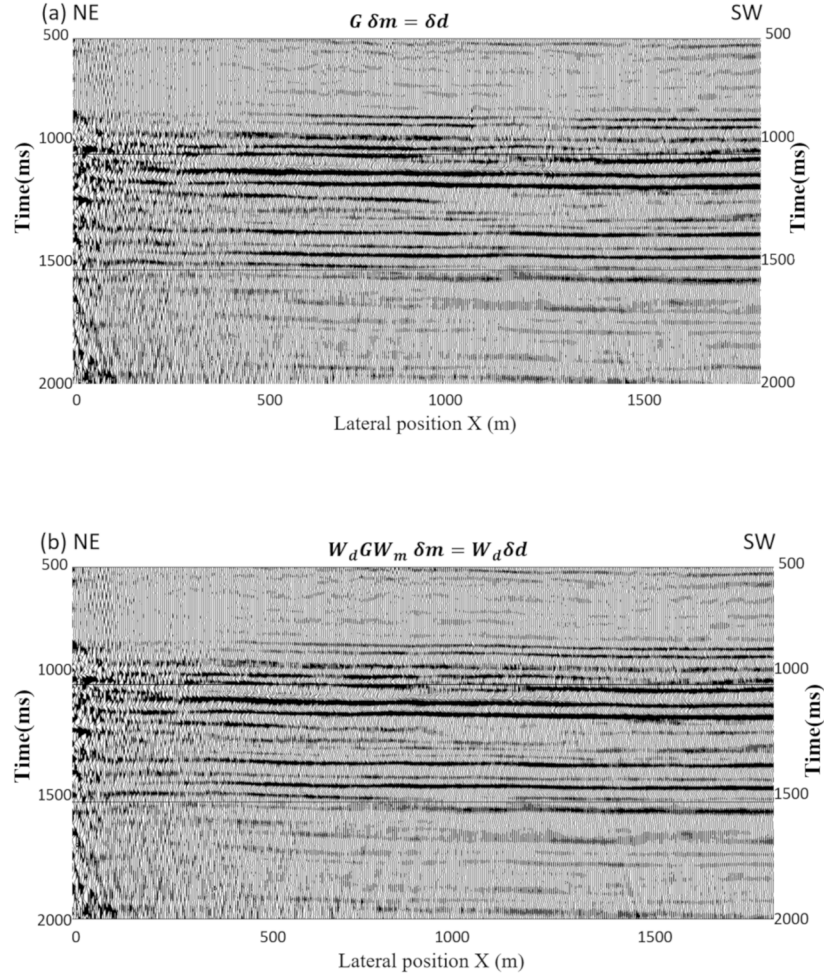 (a) NE G δm = δd SW
500 500
1000 1000
Time(ms) Time(ms)
1500 1500
2000 2000
0 500 1000 1500
Lateral position X (m)
(b) NE W_dGW_m δm = W_dδd SW
500 500
1000 1000
Time(ms) Time(ms)
1500 1500
2000 2000
0 500 1000 1500
Lateral position X (m)